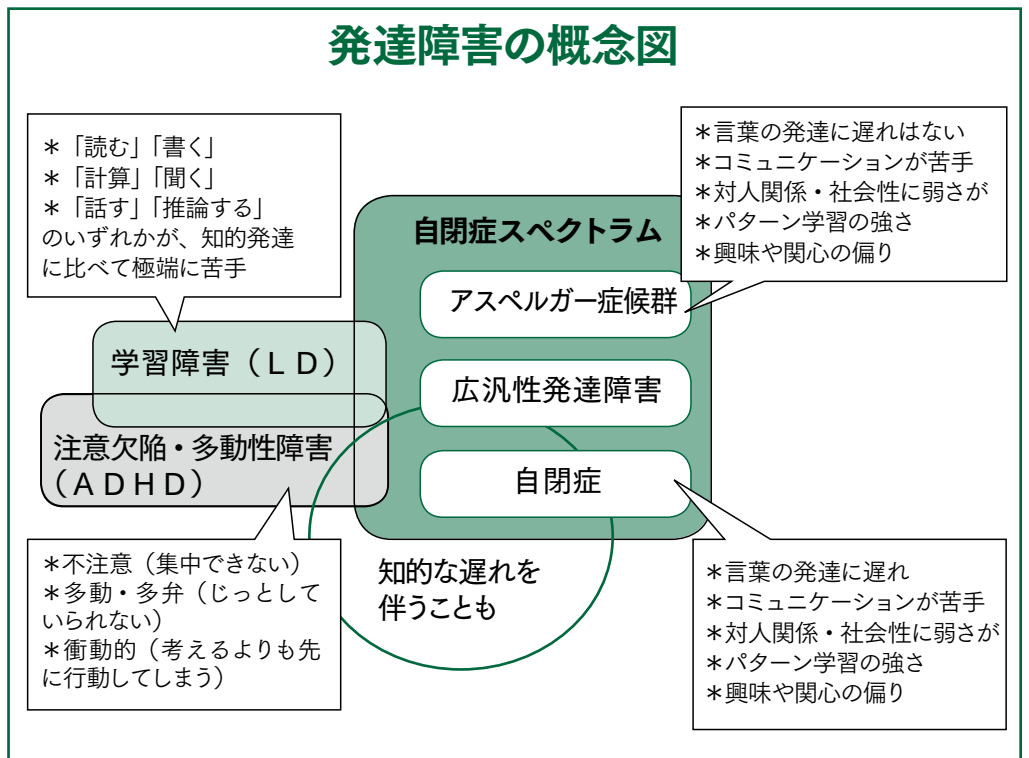 発達障害の概念図
＊「読む」「書く」
＊「計算」「聞く」
＊「話す」「推論する」
のいずれかが、知的発達
に比べて極端に苦手
＊言葉の発達に遅れはない
＊コミュニケーションが苦手
＊対人関係・社会性に弱さが
＊パターン学習の強さ
＊興味や関心の偏り
自閉症スペクトラム
アスペルガー症候群
学習障害（ＬＤ）
広汎性発達障害
注意欠陥・多動性障害
（ＡＤＨＤ）
自閉症
＊不注意（集中できない）
＊多動・多弁（じっとして
いられない）
＊衝動的（考えるよりも先
に行動してしまう）
知的な遅れを
伴うことも
＊言葉の発達に遅れ
＊コミュニケーションが苦手
＊対人関係・社会性に弱さが
＊パターン学習の強さ
＊興味や関心の偏り